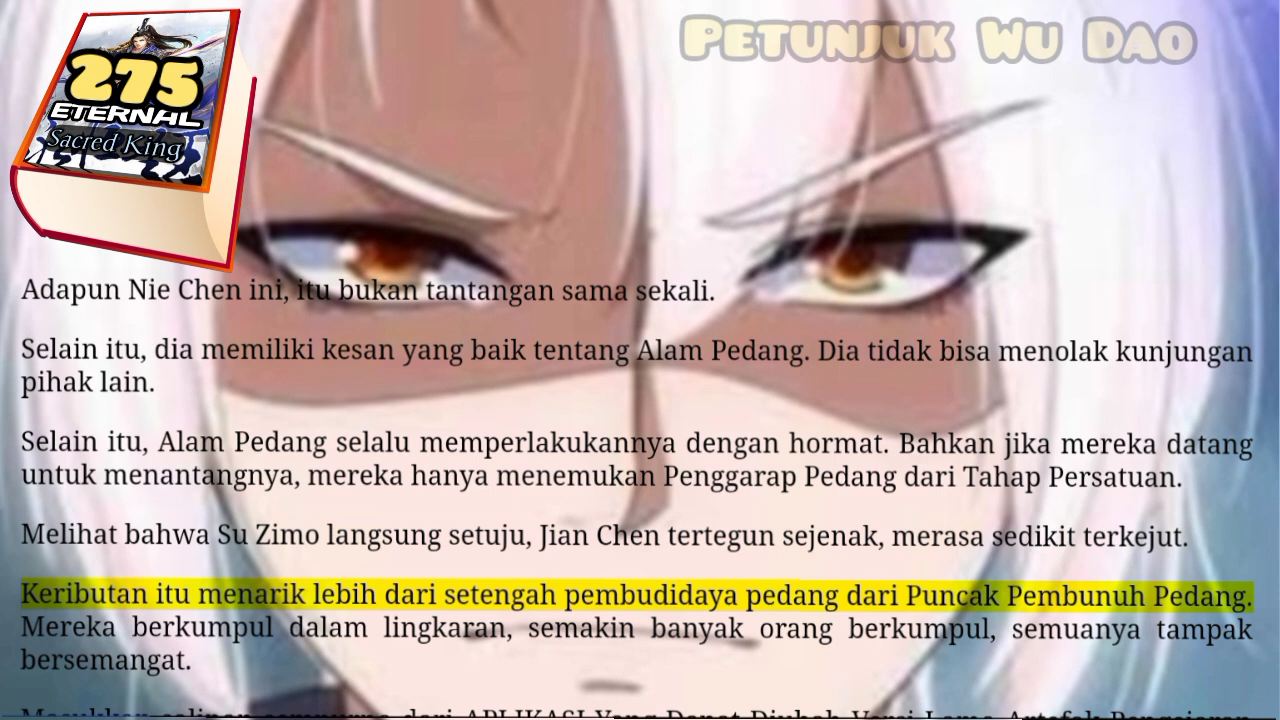 Petunjuk Wu Dao
275
ETERNAL
Sacred King
Adapun Nie Chen ini, itu bukan tantangan sama sekali.
Selain itu, dia memiliki kesan yang baik tentang Alam Pedang. Dia tidak bisa menolak kunjungan
pihak lain.
Selain itu, Alam Pedang selalu memperlakukannya dengan hormat. Bahkan jika mereka datang
untuk menantangnya, mereka hanya menemukan Penggarap Pedang dari Tahap Persatuan.
Melihat bahwa Su Zimo langsung setuju, Jian Chen tertegun sejenak, merasa sedikit terkejut.
Keributan itu menarik lebih dari setengah pembudidaya pedang dari Puncak Pembunuh Pedang.
Mereka berkumpul dalam lingkaran, semakin banyak orang berkumpul, semuanya tampak
bersemangat.